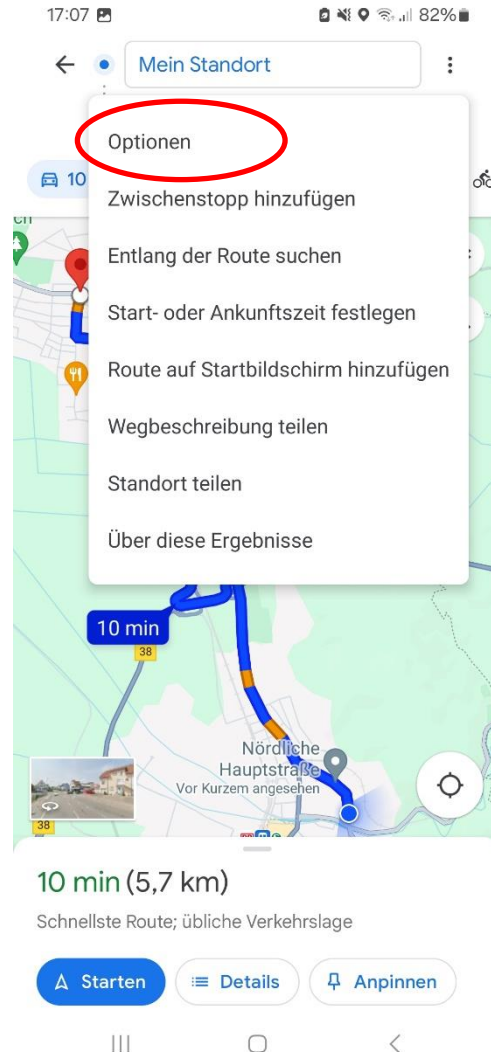 17:07 82%
Mein Standort
Optionen
10
Zwischenstopp hinzufügen
Entlang der Route suchen
Start- oder Ankunftszeit festlegen
Route auf Startbildschirm hinzufügen
Wegbeschreibung teilen
Standort teilen
Über diese Ergebnisse
10 min
38
Nördliche
Hauptstraße
Vor Kurzem angesehen
38
10 min (5,7 km)
Schnellste Route; übliche Verkehrslage
Starten Details Anpinnen